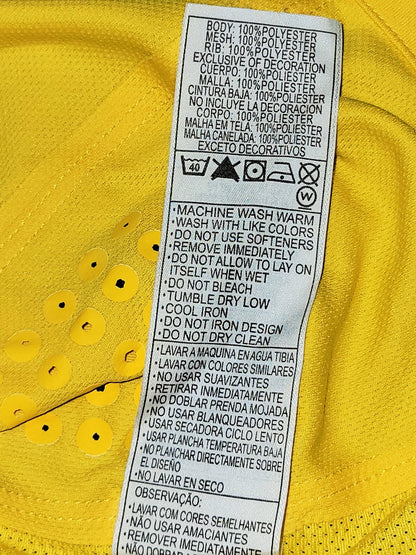 BODY: 100%POLYESTER
MESH: 100%POLYESTER
RIB: 100%POLYESTER
EXCLUSIVE OF DECORATION
CUERPO: 100%POLIESTER
MALLA: 100%POLIESTER
CINTURA BAJA: 100%POLIESTER
NO INCLUYE LA DECORACION
CORPO: 100%POLIESTER
MALHA EM TELA: 100%POLIESTER
MALHA CANELADA: 100%POLIESTER
EXCETO DECORATIVOS
40
W
•MACHINE WASH WARM
•WASH WITH LIKE COLORS
•DO NOT USE SOFTENERS
•REMOVE IMMEDIATELY
•DO NOT ALLOW TO LAY ON
ITSELF WHEN WET
•DO NOT BLEACH
•TUMBLE DRY LOW
•COOL IRON
•DO NOT IRON DESIGN
•DO NOT DRY CLEAN
•LAVAR A MAQUINA EN AGUA TIBIA
•LAVAR CON COLORES SIMILARES
•NO USAR SUAVIZANTES
•RETIRAR INMEDIATAMENTE
•NO DOBLAR PRENDA MOJADA
•NO USAR BLANQUEADORES
•USAR SECADORA CICLO LENTO
•USAR PLANCHA TEMPERATURA BAJA
•NO PLANCHAR DIRECTAMENTE SOBRE
EL DISEÑO
•NO LAVAR EN SECO
OBSERVAÇÃO:
•LAVAR COM CORES SEMELHANTES
•NÃO USAR AMACIANTES
•REMOVER IMEDIATAMENTE